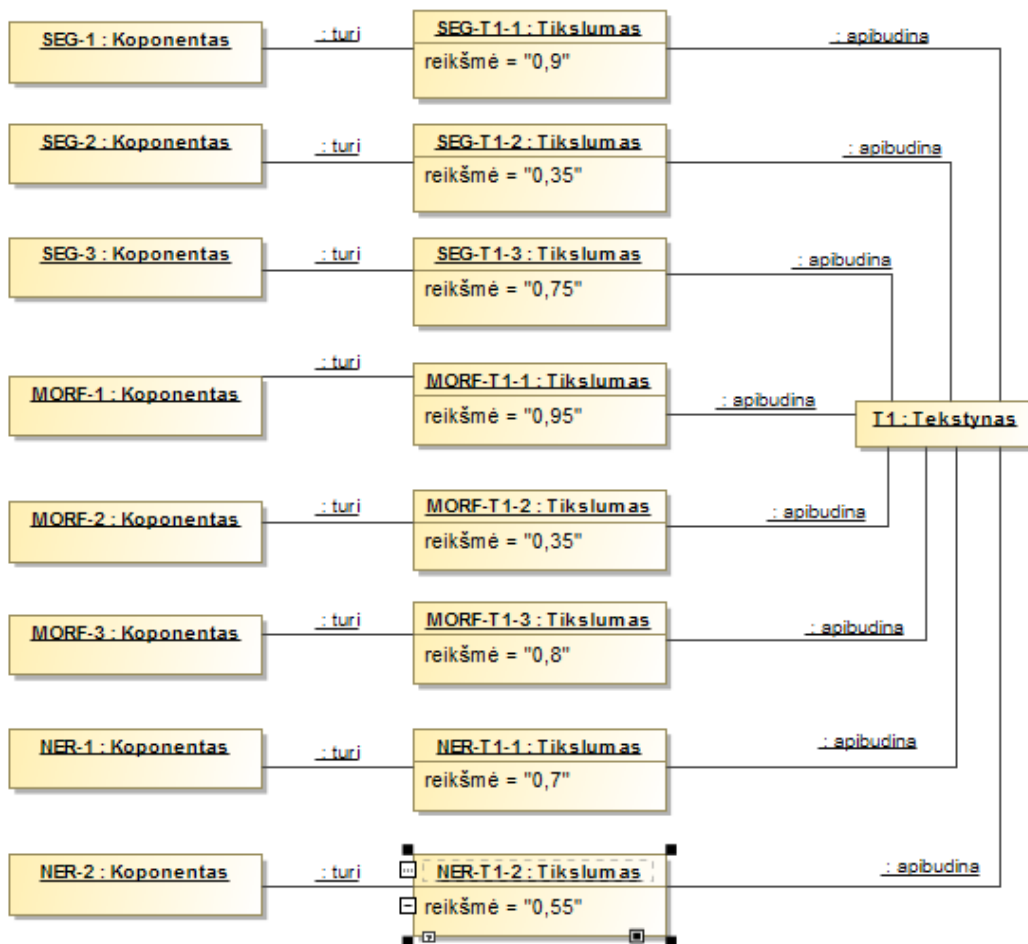 SEG-1 : Koponentas
: turi
SEG-T1-1 : Tikslumas
reikšmė = "0,9"
: apibudina
SEG-2 : Koponentas
: turi
SEG-T1-2 : Tikslumas
reikšmė = "0,35"
: apibudina
SEG-3 : Koponentas
: turi
SEG-T1-3 : Tikslumas
reikšmė = "0,75"
: apibudina
MORF-1 : Koponentas
: turi
MORF-T1-1 : Tikslumas
reikšmė = "0,95"
: apibudina
T1 : Tekstynas
MORF-2 : Koponentas
: turi
MORF-T1-2 : Tikslumas
reikšmė = "0,35"
: apibudina
MORF-3 : Koponentas
: turi
MORF-T1-3 : Tikslumas
reikšmė = "0,8"
: apibudina
NER-1 : Koponentas
: turi
NER-T1-1 : Tikslumas
reikšmė = "0,7"
: apibudina
NER-2 : Koponentas
: turi
NER-T1-2 : Tikslumas
reikšmė = "0,55"
: apibudina